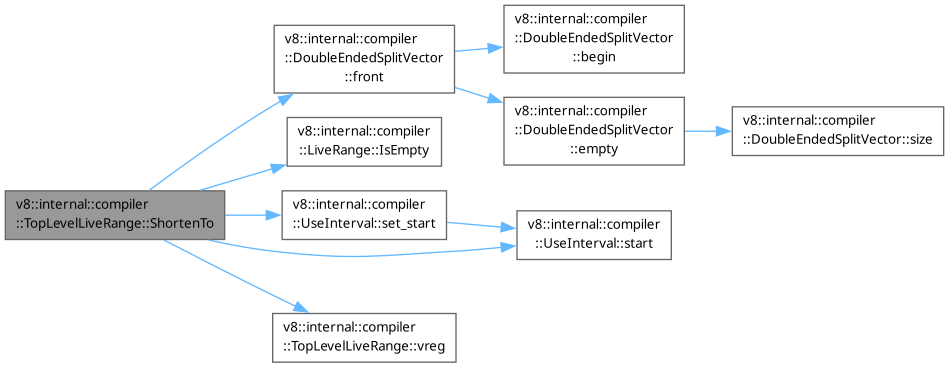 v8::internal::compiler
::TopLevelLiveRange::ShortenTo
v8::internal::compiler
::DoubleEndedSplitVector
::front
v8::internal::compiler
::DoubleEndedSplitVector
::begin
v8::internal::compiler
::DoubleEndedSplitVector
::empty
v8::internal::compiler
::DoubleEndedSplitVector::size
v8::internal::compiler
::LiveRange::IsEmpty
v8::internal::compiler
::UseInterval::set_start
v8::internal::compiler
::UseInterval::start
v8::internal::compiler
::TopLevelLiveRange::vreg